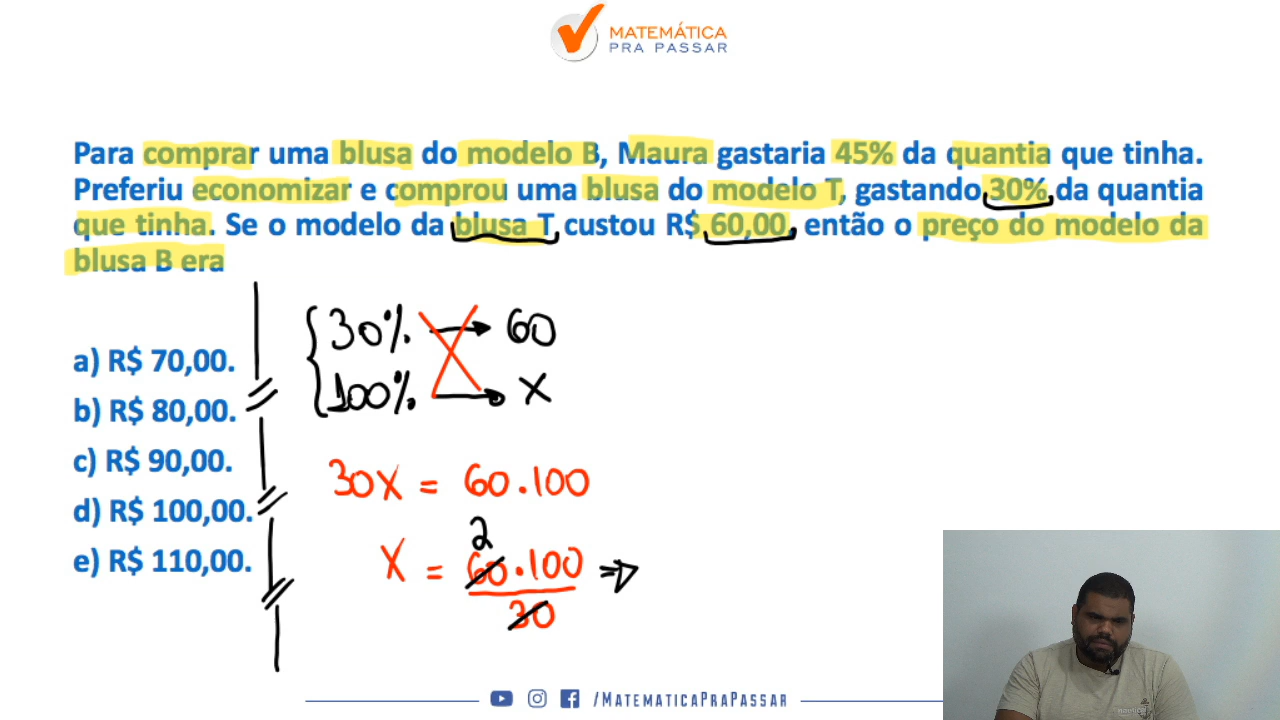 MATEMÁTICA
PRA PASSAR
Para comprar uma blusa do modelo B, Maura gastaria 45% da quantia que tinha.
Preferiu economizar e comprou uma blusa do modelo T, gastando 30% da quantia
que tinha. Se o modelo da blusa T custou R$ 60,00, então o preço do modelo da
blusa B era
a) R$ 70,00.
b) R$ 80,00.
c) R$ 90,00.
d) R$ 100,00.
e) R$ 110,00.
30% → 60
100% → X
30X = 60.100
2
X = 60.100 ⇒
30
/MATEMATICAPRAPASSAR